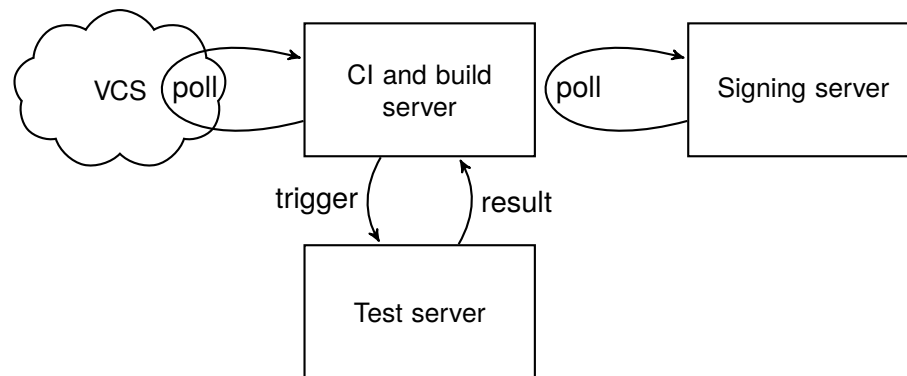 VCS
poll
CI and build
server
poll
Signing server
trigger
result
Test server